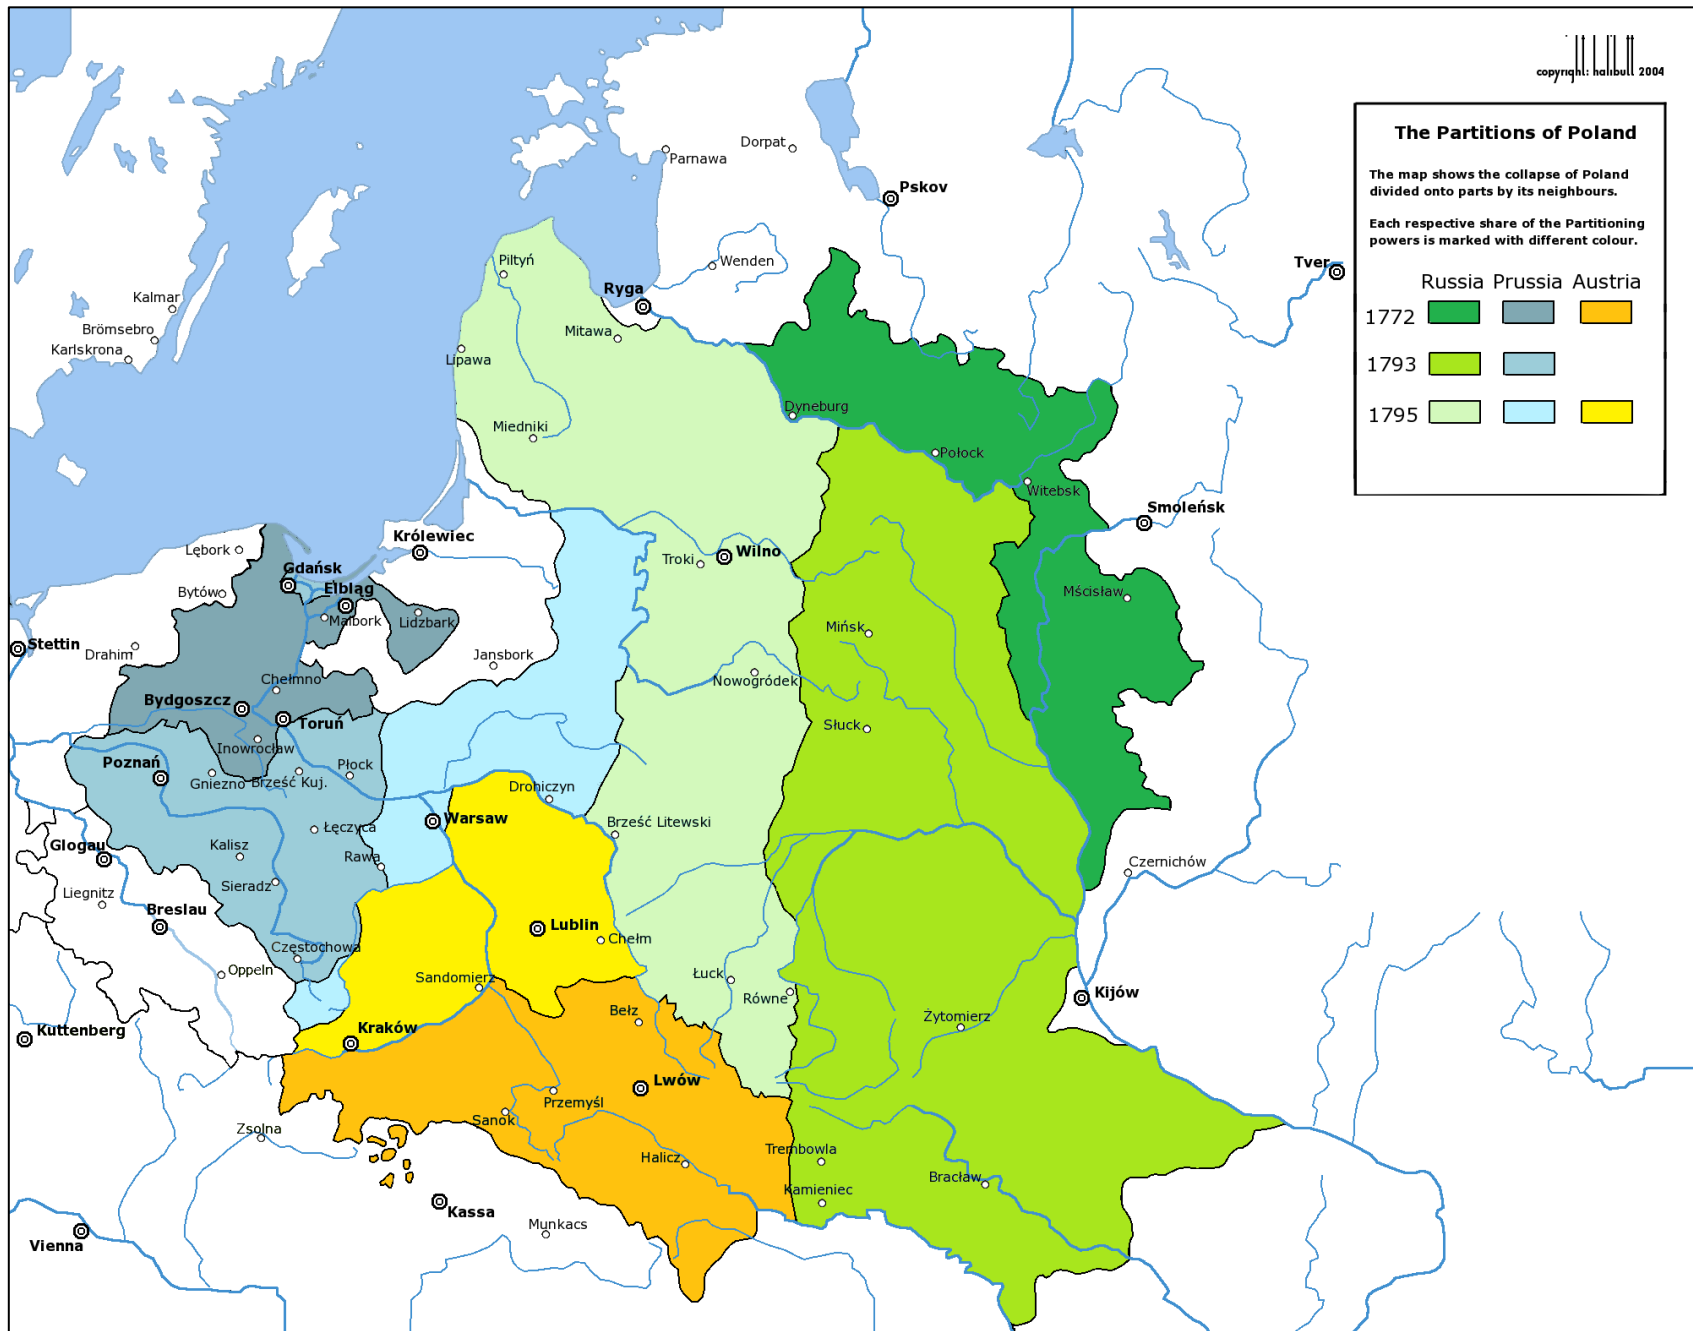 copyright: halibutt 2004
The Partitions of Poland
The map shows the collapse of Poland
divided onto parts by its neighbours.
Each respective share of the Partitioning
powers is marked with different colour.
Russia Prussia Austria
1772
1793
1795
Parnawa
Dorpat
Pskov
Piltyń
Wenden
Tver
Kalmar
Ryga
Brömsebro
Mitawa
Karlskrona
Lipawa
Dyneburg
Miedniki
Połock
Witebsk
Smoleńsk
Królewiec
Lębork
Troki
Wilno
Gdańsk
Bytów
Elbląg
Mścisław
Malbork
Lidzbark
Mińsk
Stettin
Drahim
Jansbork
Nowogródek
Chełmno
Bydgoszcz
Toruń
Słuck
Inowrocław
Poznań
Płock
Gniezno
Brześć Kuj.
Drohiczyn
Warsaw
Brześć Litewski
Łęczyca
Glogau
Kalisz
Rawa
Czernichów
Liegnitz
Sieradz
Breslau
Lublin
Chełm
Częstochowa
Oppeln
Sandomierz
Łuck
Równe
Kijów
Bełz
Żytomierz
Kuttenberg
Kraków
Lwów
Przemyśl
Sanok
Zsolna
Trembowla
Halicz
Bracław
Kamieniec
Kassa
Munkacs
Vienna